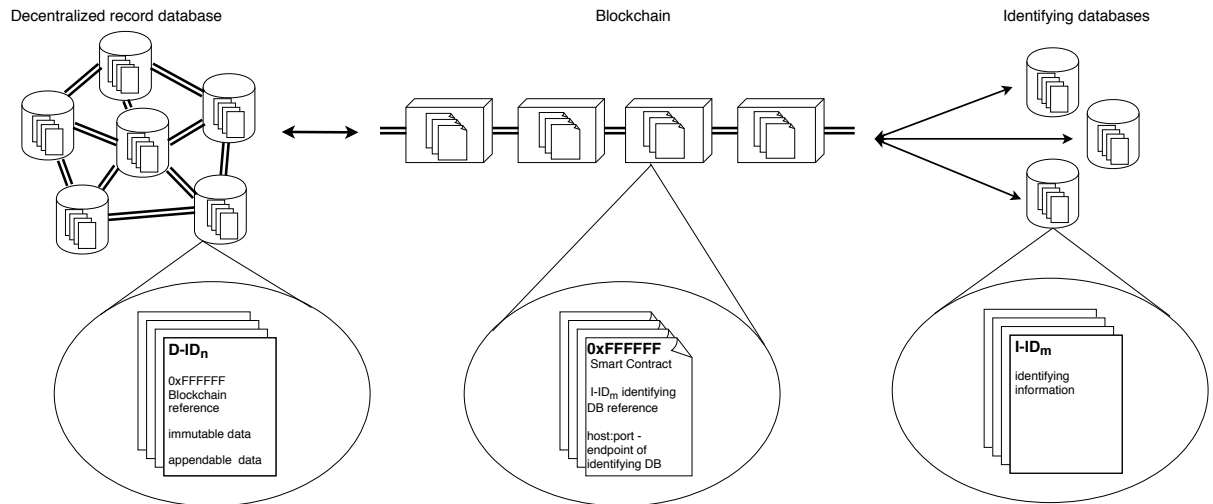 Decentralized record database
Blockchain
Identifying databases
D-IDn
0xFFFFFF
Blockchain
reference
immutable data
appendable data
0xFFFFFF
Smart Contract
I-IDm identifying
DB reference
host:port -
endpoint of
identifying DB
I-IDm
identifying
information